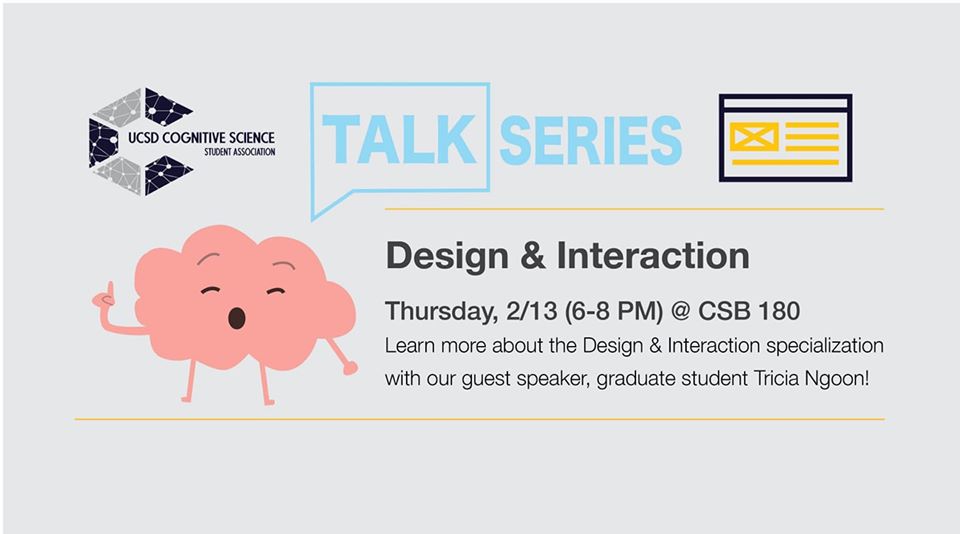 UCSD COGNITIVE SCIENCE
STUDENT ASSOCIATION
TALK SERIES
Design & Interaction
Thursday, 2/13 (6-8 PM) @ CSB 180
Learn more about the Design & Interaction specialization
with our guest speaker, graduate student Tricia Ngoon!